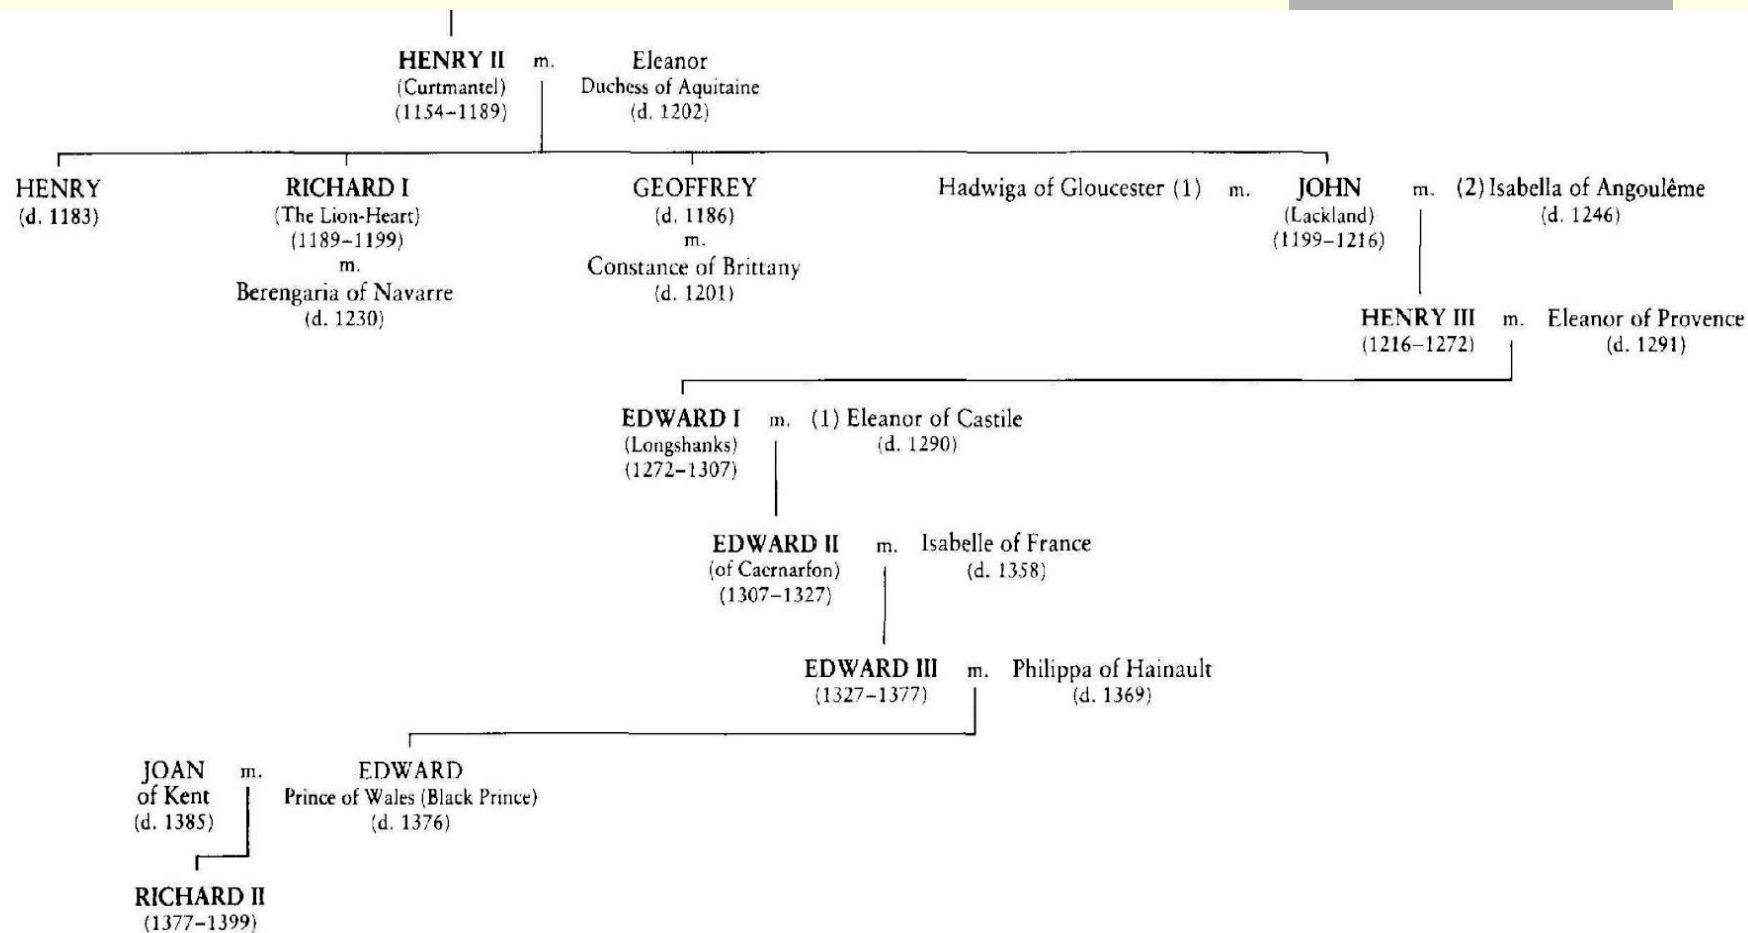 HENRY II m. Eleanor
(Curtmantel) Duchess of Aquitaine
(1154–1189) (d. 1202)
HENRY RICHARD I GEOFFREY Hadwiga of Gloucester (1) m. JOHN m. (2) Isabella of Angoulême
(d. 1183) (The Lion-Heart) (d. 1186) (Lackland) (d. 1246)
(1189–1199) m. (1199–1216)
m. Constance of Brittany
Berengaria of Navarre (d. 1201)
(d. 1230) HENRY III m. Eleanor of Provence
(1216–1272) (d. 1291)
EDWARD I m. (1) Eleanor of Castile
(Longshanks) (d. 1290)
(1272–1307)
EDWARD II m. Isabelle of France
(of Caernarfon) (d. 1358)
(1307–1327)
EDWARD III m. Philippa of Hainault
(1327–1377) (d. 1369)
JOAN m. EDWARD
of Kent Prince of Wales (Black Prince)
(d. 1385) (d. 1376)
RICHARD II
(1377–1399)